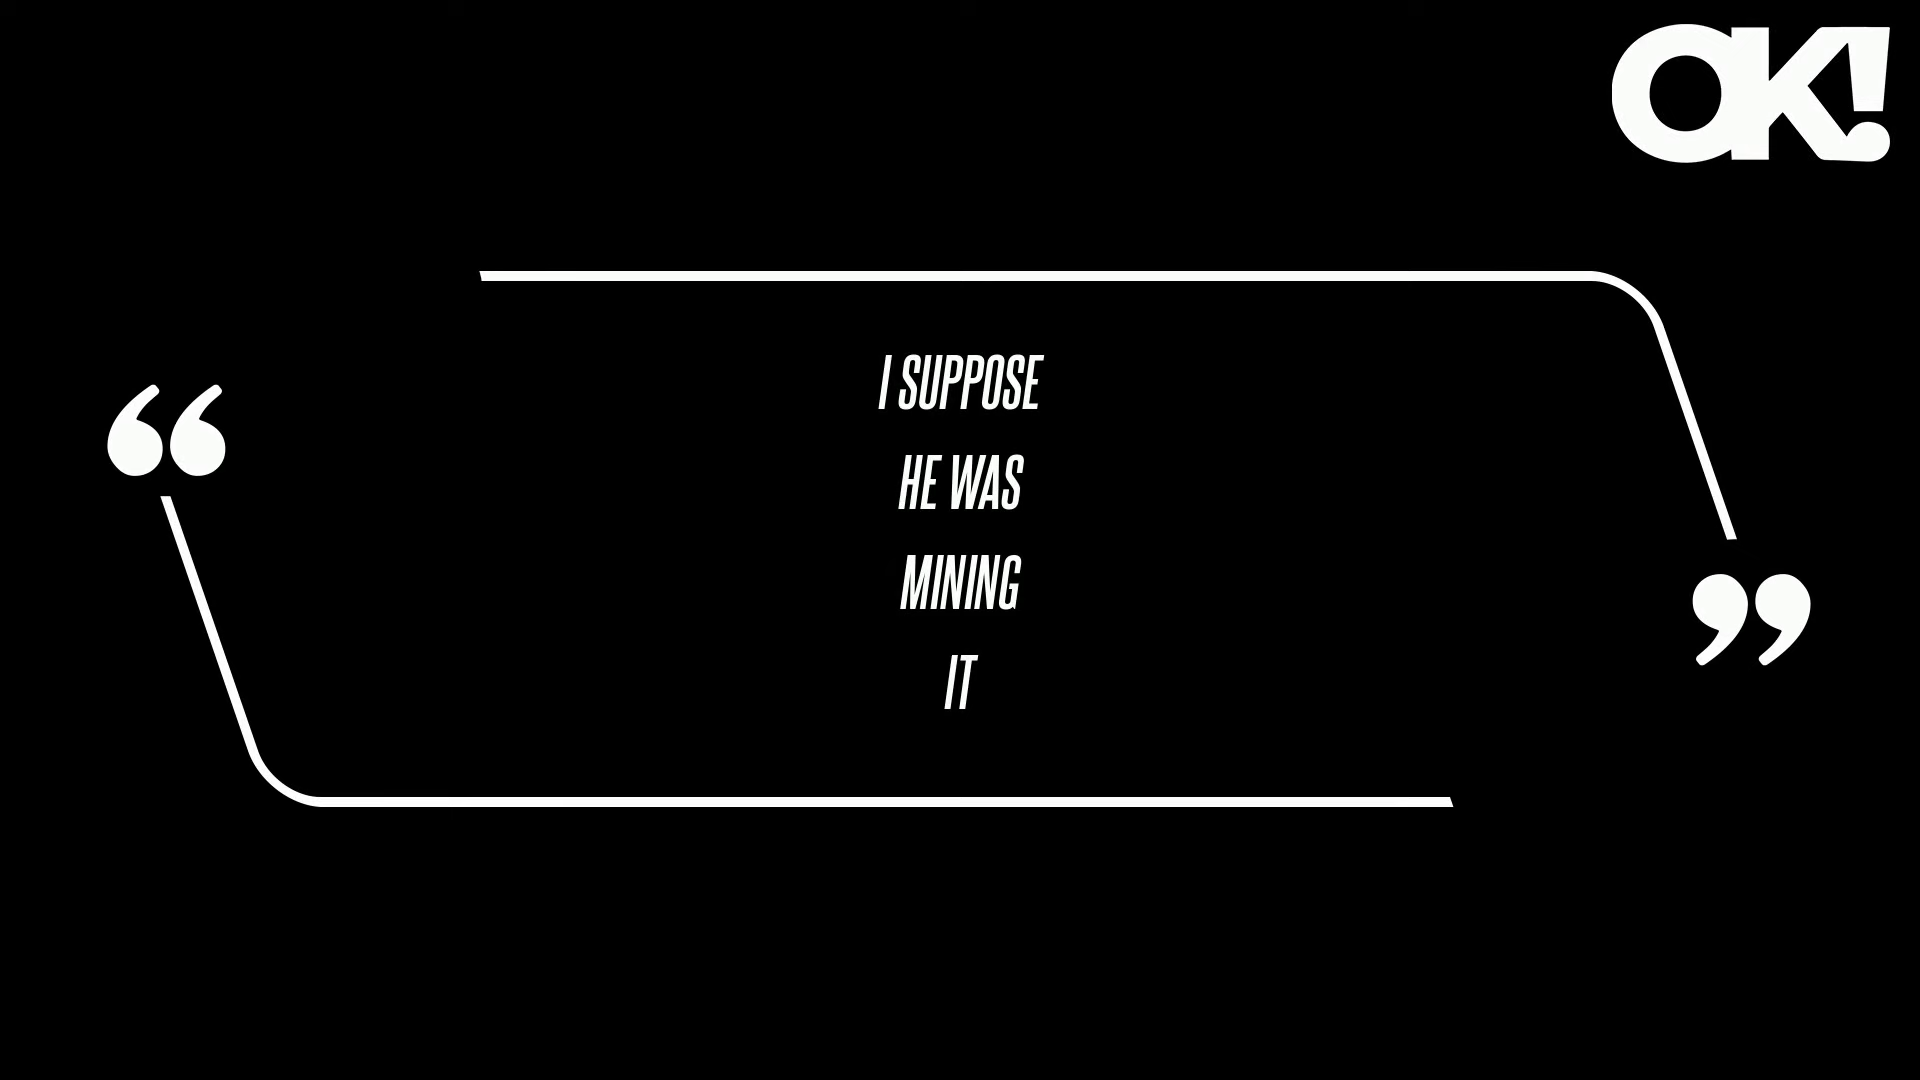 OK!
“
I SUPPOSE
HE WAS
MINING
IT
”